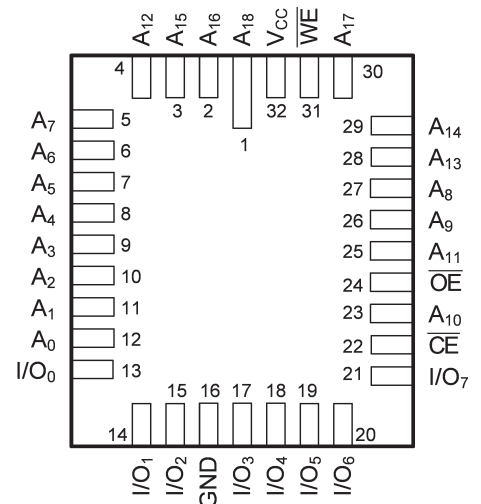 A12 A15 A16 A18 VCC W̅E̅ A17
4 3 2 1 32 31 30
A7 5 29 A14
A6 6 28 A13
A5 7 27 A8
A4 8 26 A9
A3 9 25 A11
A2 10 24 O̅E̅
A1 11 23 A10
A0 12 22 C̅E̅
I/O0 13 21 I/O7
14 15 16 17 18 19 20
I/O1 I/O2 GND I/O3 I/O4 I/O5 I/O6